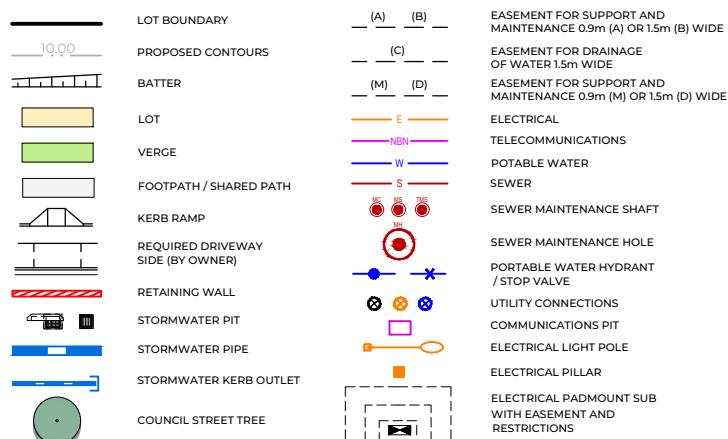 LOT BOUNDARY
10.00
PROPOSED CONTOURS
BATTER
LOT
VERGE
FOOTPATH / SHARED PATH
KERB RAMP
REQUIRED DRIVEWAY
SIDE (BY OWNER)
RETAINING WALL
STORMWATER PIT
STORMWATER PIPE
STORMWATER KERB OUTLET
COUNCIL STREET TREE
(A) (B)
EASEMENT FOR SUPPORT AND
MAINTENANCE 0.9m (A) OR 1.5m (B) WIDE
(C)
EASEMENT FOR DRAINAGE
OF WATER 1.5m WIDE
(M) (D)
EASEMENT FOR SUPPORT AND
MAINTENANCE 0.9m (M) OR 1.5m (D) WIDE
E
ELECTRICAL
NBN
TELECOMMUNICATIONS
W
POTABLE WATER
S
SEWER
MC MS TMS
SEWER MAINTENANCE SHAFT
MH
SEWER MAINTENANCE HOLE
PORTABLE WATER HYDRANT
/ STOP VALVE
UTILITY CONNECTIONS
COMMUNICATIONS PIT
ELECTRICAL LIGHT POLE
ELECTRICAL PILLAR
ELECTRICAL PADMOUNT SUB
WITH EASEMENT AND
RESTRICTIONS